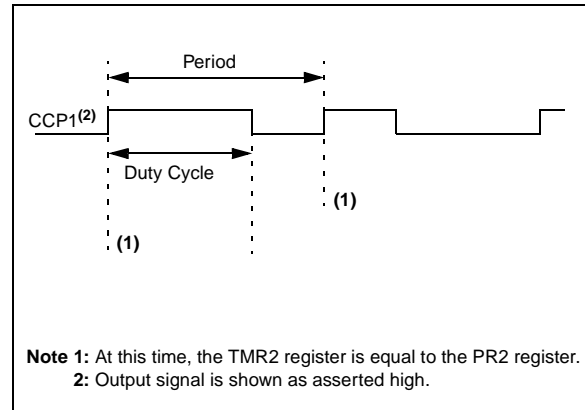 Period
CCP1(2)
Duty Cycle
(1)
(1)
Note 1: At this time, the TMR2 register is equal to the PR2 register.
2: Output signal is shown as asserted high.